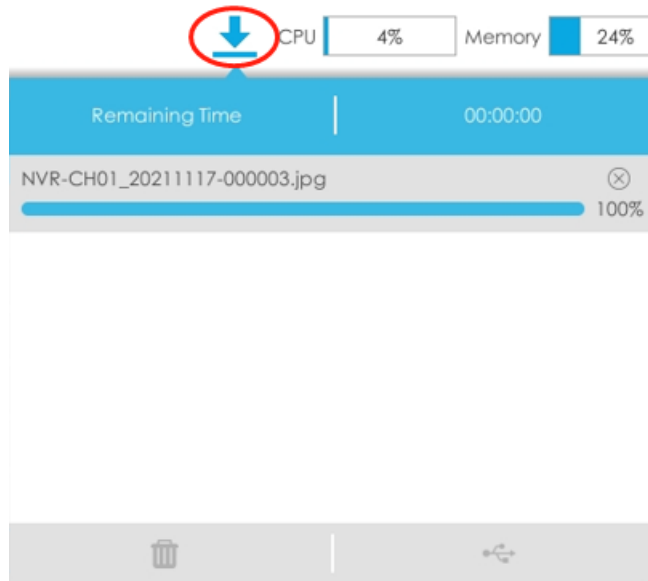 CPU 4% Memory 24%
Remaining Time 00:00:00
NVR-CH01_20211117-000003.jpg
100%